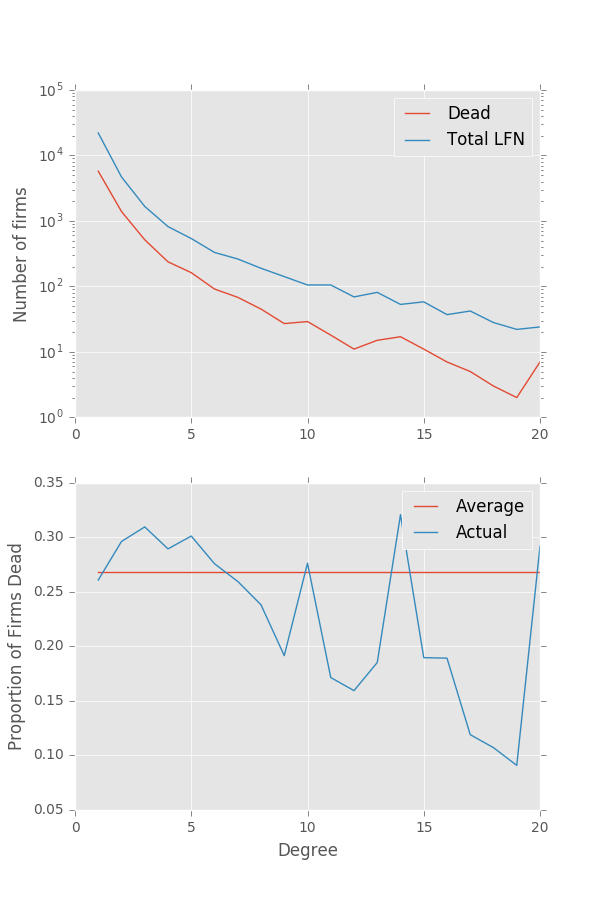 10^5
10^4
10^3
10^2
10^1
10^0
Number of firms
Dead
Total LFN
0 5 10 15 20
0.35
0.30
0.25
0.20
0.15
0.10
0.05
Proportion of Firms Dead
Average
Actual
0 5 10 15 20
Degree